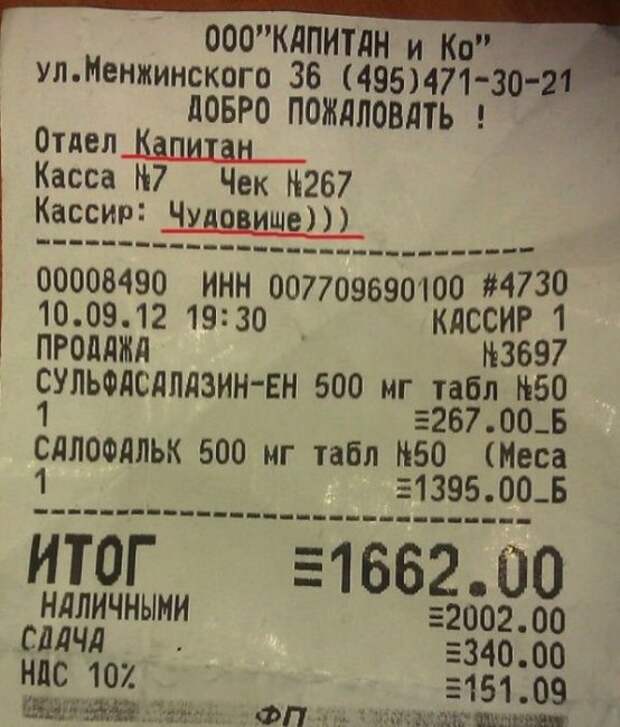 ООО"КАПИТАН и Ко"
ул.Менжинского 36 (495)471-30-21
ДОБРО ПОЖАЛОВАТЬ !
Отдел Капитан
Касса №7 Чек №267
Кассир: Чудовище)))
00008490 ИНН 007709690100 #4730
10.09.12 19:30 КАССИР 1
ПРОДАЖА №3697
СУЛЬФАСАЛАЗИН-ЕН 500 мг табл №50
1 ≡267.00_Б
САЛОФАЛЬК 500 мг табл №50 (Меса
1 ≡1395.00_Б
ИТОГ ≡1662.00
НАЛИЧНЫМИ ≡2002.00
СДАЧА ≡340.00
НДС 10% ≡151.09
ФП